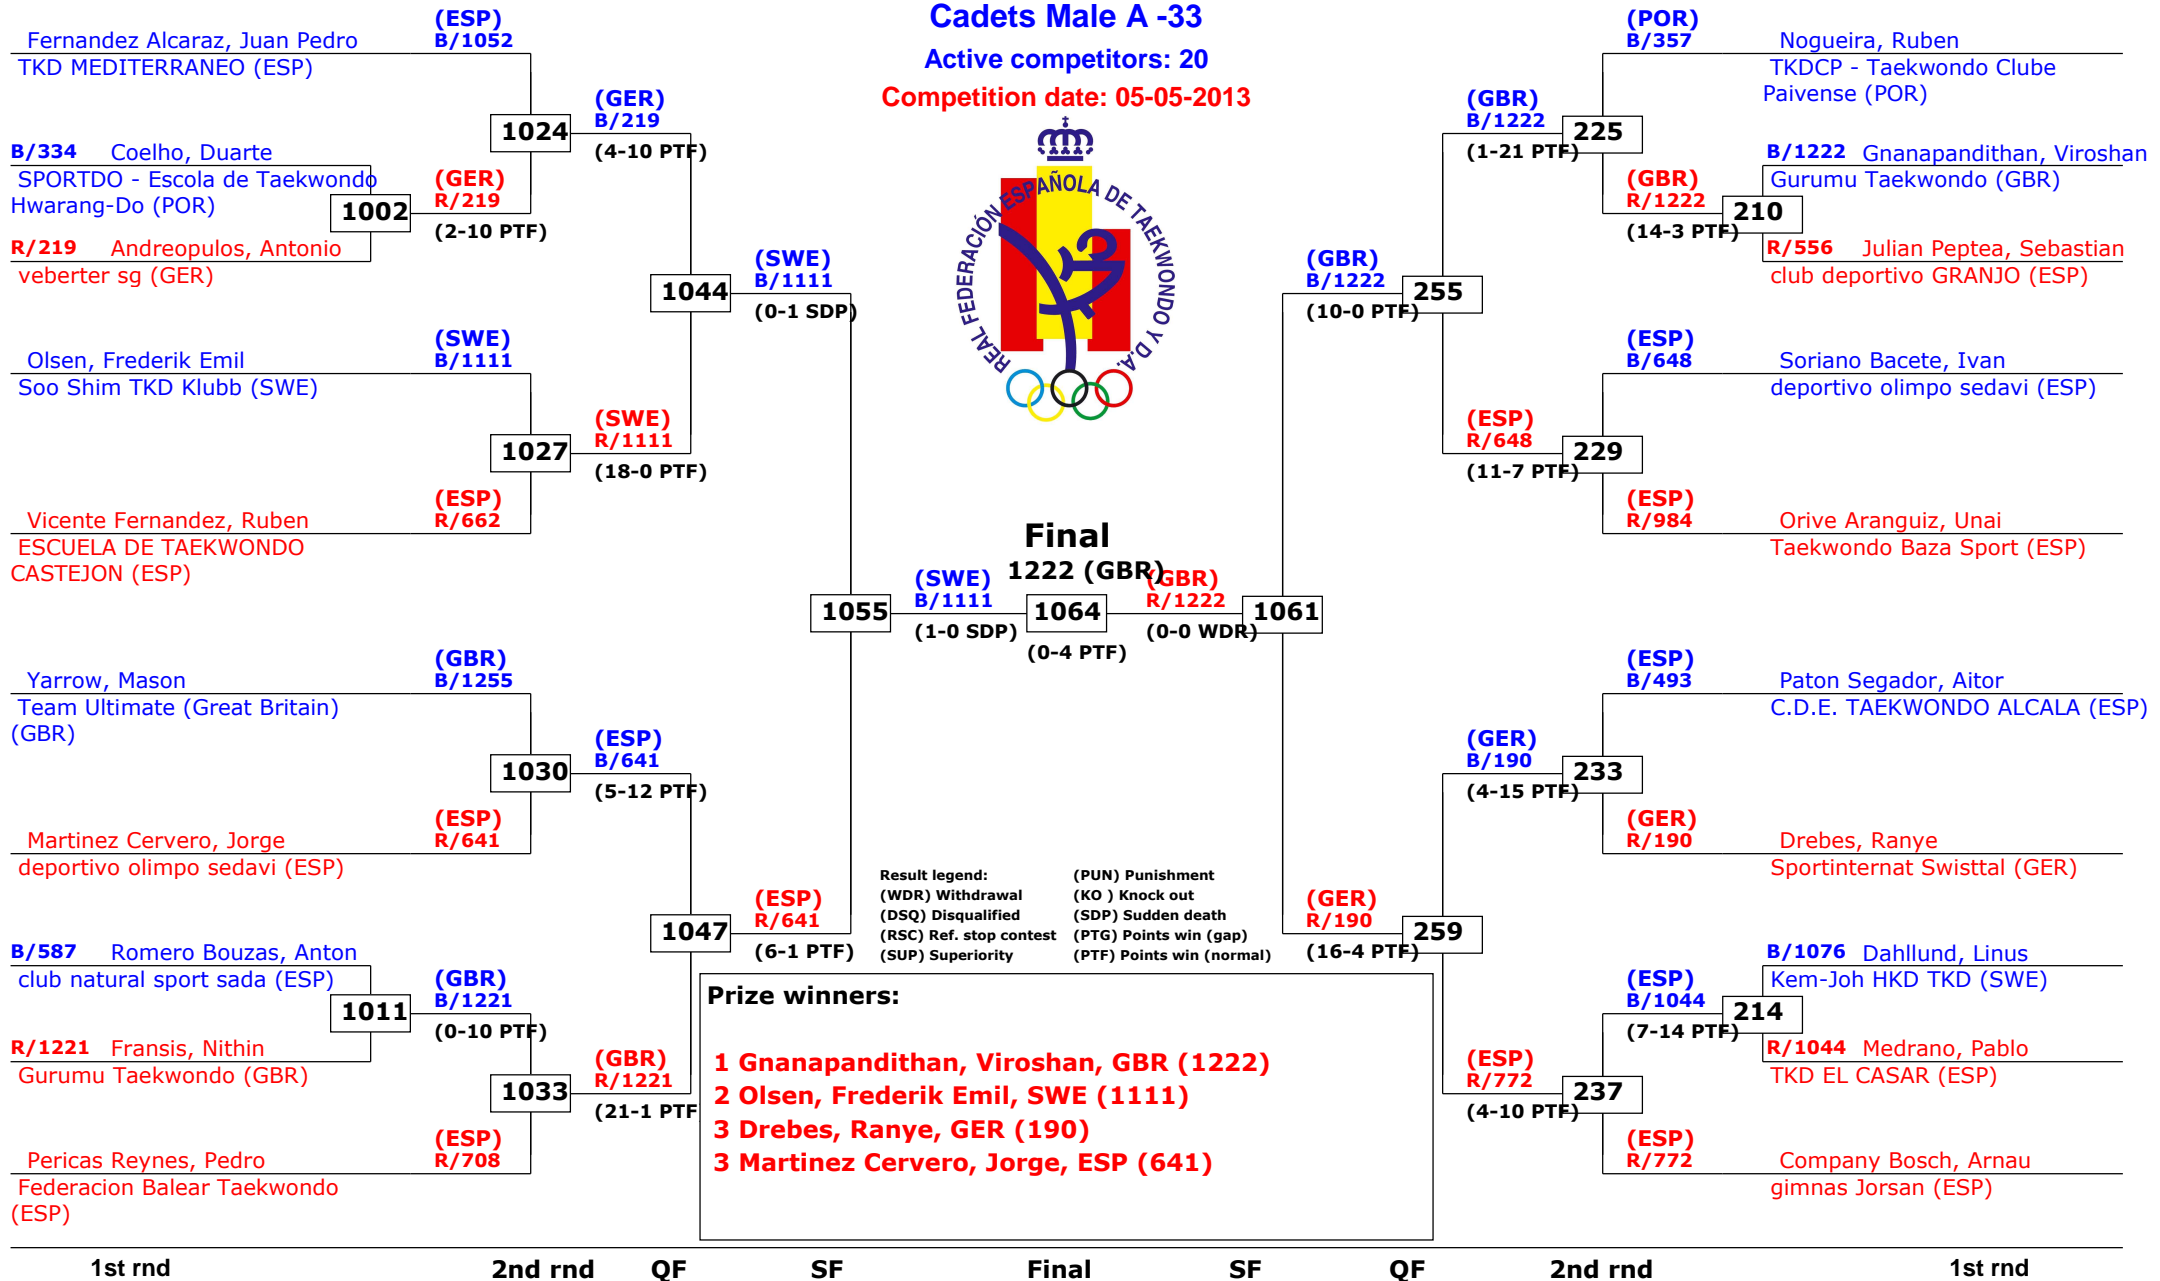 Cadets Male A -33
Active competitors: 20
Competition date: 05-05-2013
REAL FEDERACIÓN ESPAÑOLA DE TAEKWONDO Y D.A.
(ESP)
Fernandez Alcaraz, Juan Pedro B/1052
TKD MEDITERRANEO (ESP)
1024
(GER)
B/219
(4-10 PTF)
B/334 Coelho, Duarte
SPORTDO - Escola de Taekwondo
Hwarang-Do (POR)
1002
(GER)
R/219
(2-10 PTF)
R/219 Andreopulos, Antonio
veberter sg (GER)
1044
(SWE)
B/1111
(0-1 SDP)
(SWE)
Olsen, Frederik Emil B/1111
Soo Shim TKD Klubb (SWE)
1027
(SWE)
R/1111
(18-0 PTF)
(ESP)
Vicente Fernandez, Ruben R/662
ESCUELA DE TAEKWONDO
CASTEJON (ESP)
1055
(SWE)
B/1111
(1-0 SDP)
(GBR)
Yarrow, Mason B/1255
Team Ultimate (Great Britain)
(GBR)
1030
(ESP)
B/641
(5-12 PTF)
(ESP)
Martinez Cervero, Jorge R/641
deportivo olimpo sedavi (ESP)
1047
(ESP)
R/641
(6-1 PTF)
B/587 Romero Bouzas, Anton
club natural sport sada (ESP)
1011
(GBR)
B/1221
(0-10 PTF)
R/1221 Fransis, Nithin
Gurumu Taekwondo (GBR)
1033
(GBR)
R/1221
(21-1 PTF
(ESP)
Pericas Reynes, Pedro R/708
Federacion Balear Taekwondo
(ESP)
Final
1222 (GBR)
1064
(0-4 PTF)
(GBR)
R/1222
(0-0 WDR)
1061
(POR)
B/357 Nogueira, Ruben
TKDCP - Taekwondo Clube
Paivense (POR)
(GBR)
B/1222
(1-21 PTF)
225
B/1222 Gnanapandithan, Viroshan
Gurumu Taekwondo (GBR)
(GBR)
R/1222
(14-3 PTF)
210
R/556 Julian Peptea, Sebastian
club deportivo GRANJO (ESP)
(GBR)
B/1222
(10-0 PTF)
255
(ESP)
B/648 Soriano Bacete, Ivan
deportivo olimpo sedavi (ESP)
(ESP)
R/648
(11-7 PTF)
229
(ESP)
R/984 Orive Aranguiz, Unai
Taekwondo Baza Sport (ESP)
(ESP)
B/493 Paton Segador, Aitor
C.D.E. TAEKWONDO ALCALA (ESP)
(GER)
B/190
(4-15 PTF)
233
(GER)
R/190 Drebes, Ranye
Sportinternat Swisttal (GER)
(GER)
R/190
(16-4 PTF)
259
B/1076 Dahllund, Linus
Kem-Joh HKD TKD (SWE)
(ESP)
B/1044
(7-14 PTF)
214
R/1044 Medrano, Pablo
TKD EL CASAR (ESP)
(ESP)
R/772
(4-10 PTF)
237
(ESP)
R/772 Company Bosch, Arnau
gimnas Jorsan (ESP)
Result legend: (PUN) Punishment
(WDR) Withdrawal (KO ) Knock out
(DSQ) Disqualified (SDP) Sudden death
(RSC) Ref. stop contest (PTG) Points win (gap)
(SUP) Superiority (PTF) Points win (normal)
Prize winners:
1 Gnanapandithan, Viroshan, GBR (1222)
2 Olsen, Frederik Emil, SWE (1111)
3 Drebes, Ranye, GER (190)
3 Martinez Cervero, Jorge, ESP (641)
1st rnd 2nd rnd QF SF Final SF QF 2nd rnd 1st rnd